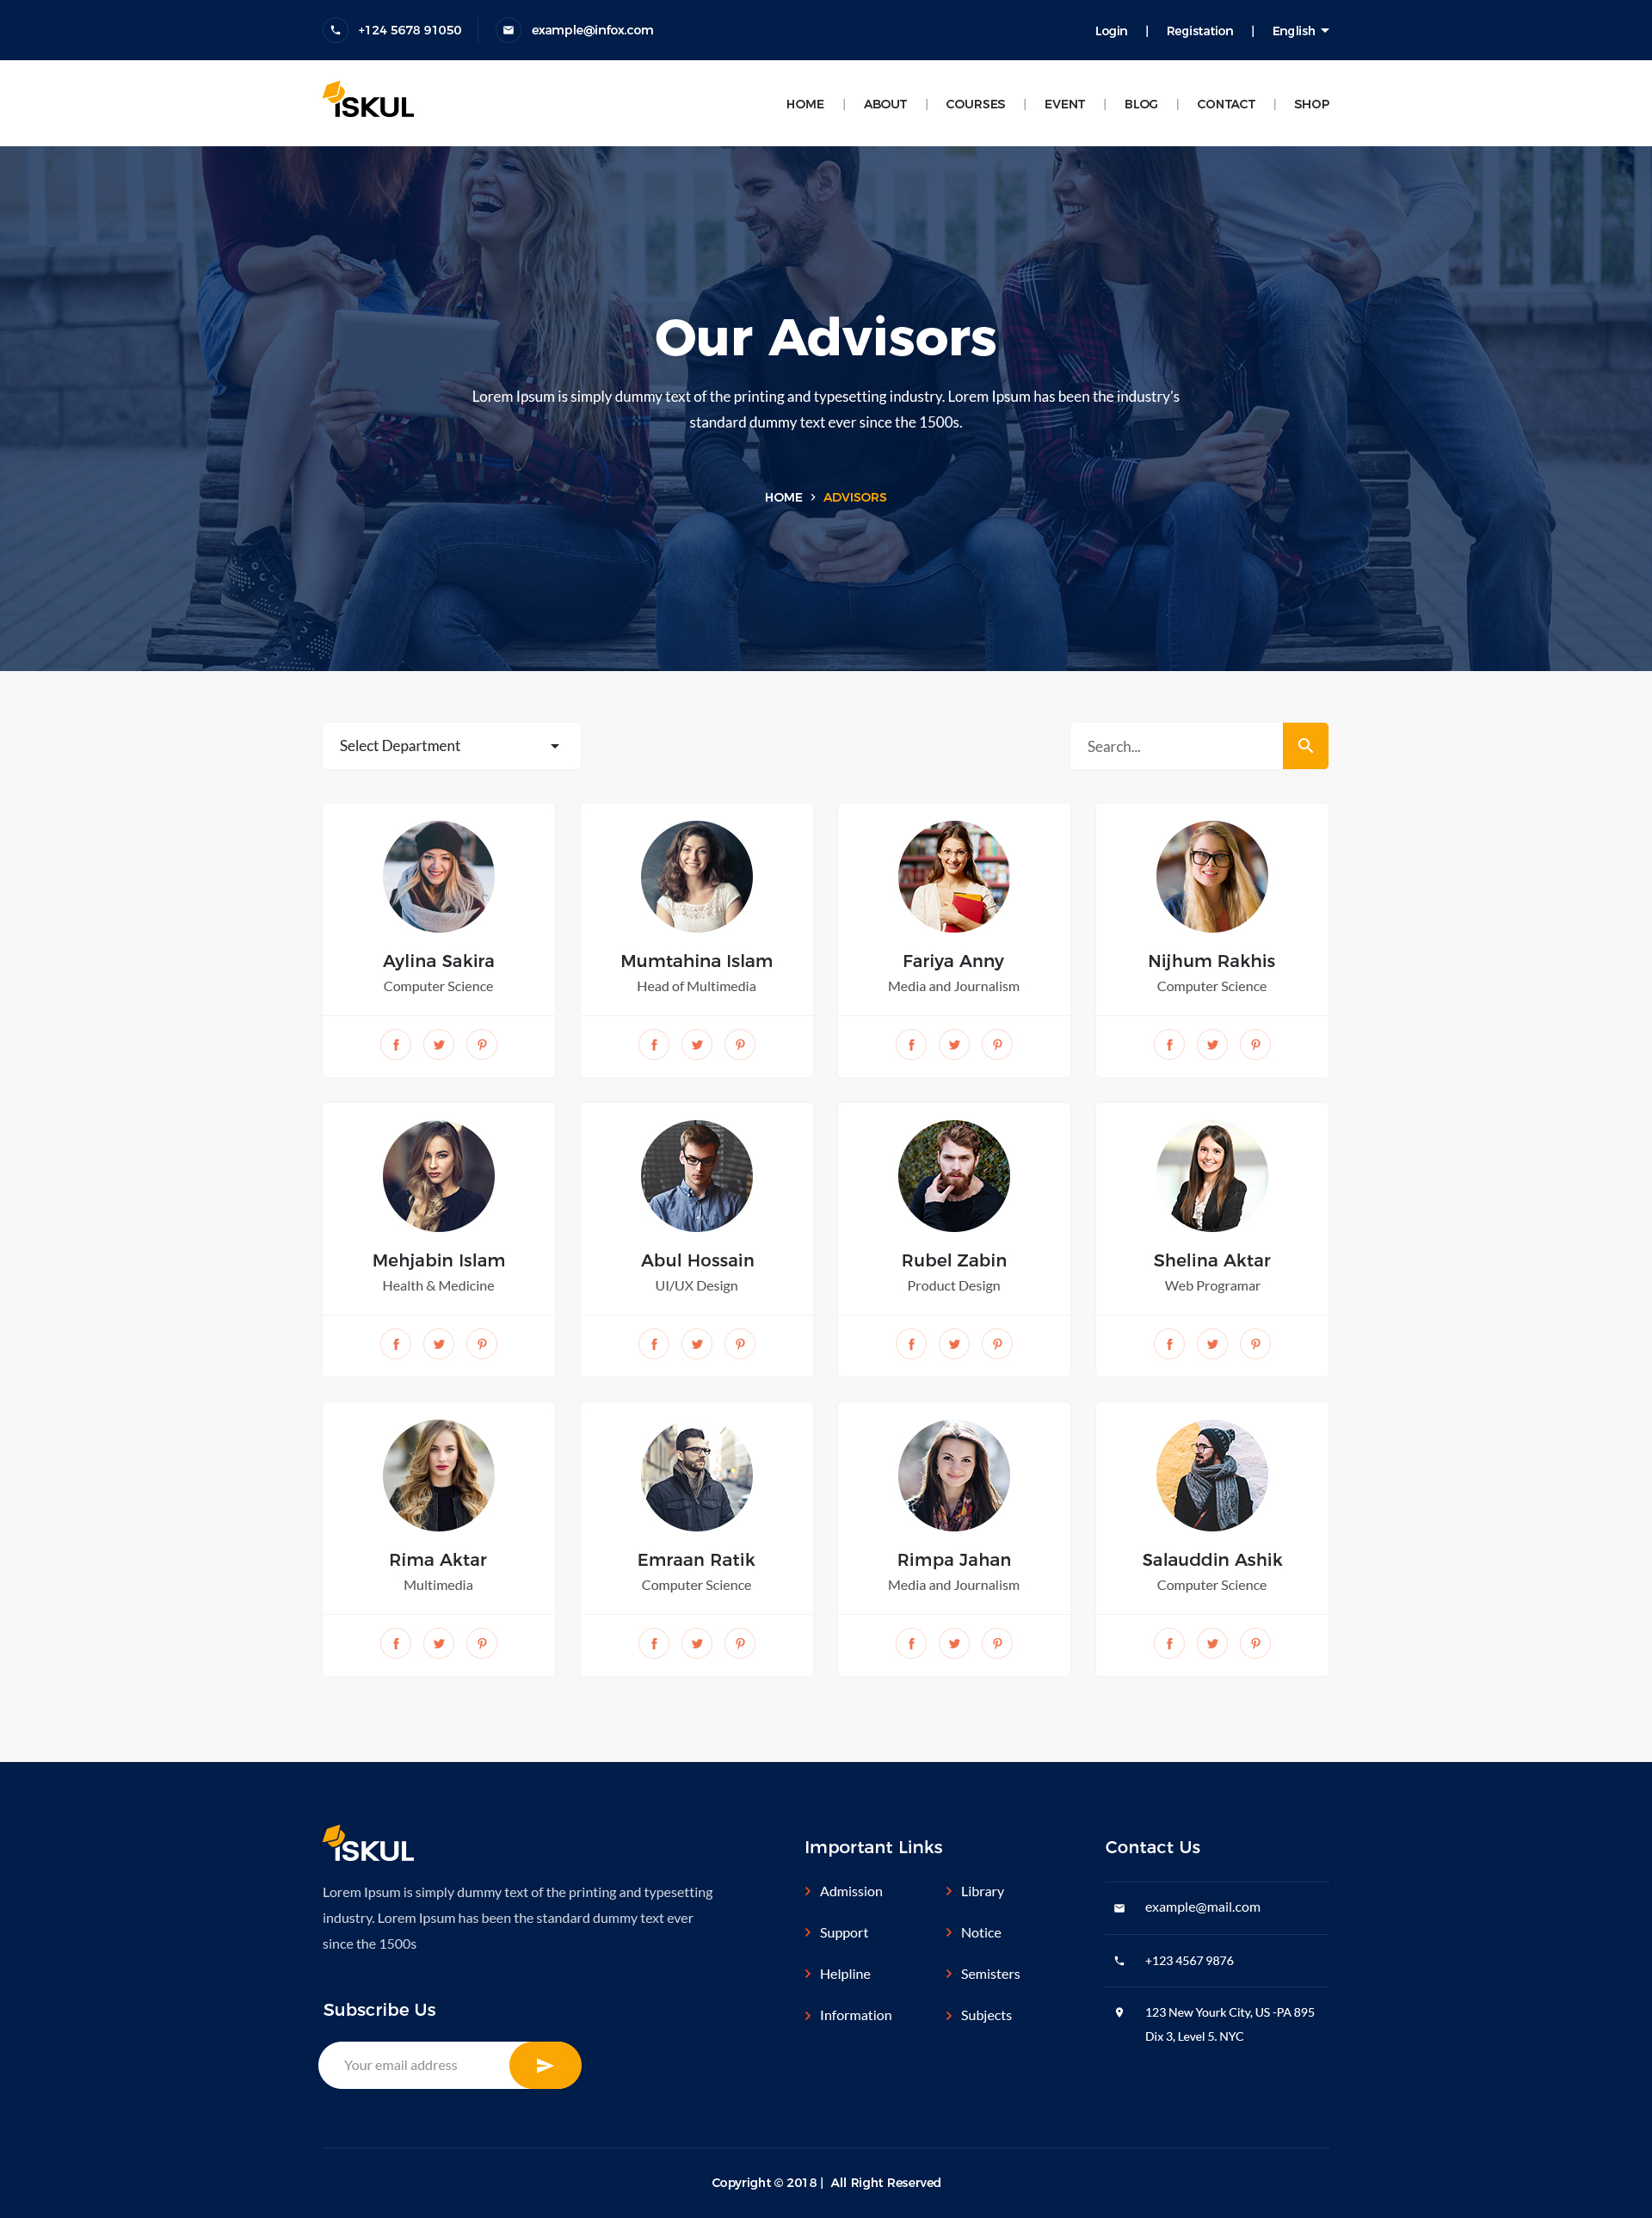 +124 5678 91050
example@infox.com
Login | Registation | English
iSKUL
HOME | ABOUT | COURSES | EVENT | BLOG | CONTACT | SHOP
Our Advisors
Lorem Ipsum is simply dummy text of the printing and typesetting industry. Lorem Ipsum has been the industry's
standard dummy text ever since the 1500s.
HOME > ADVISORS
Select Department
Search...
Aylina Sakira
Computer Science
Mumtahina Islam
Head of Multimedia
Fariya Anny
Media and Journalism
Nijhum Rakhis
Computer Science
Mehjabin Islam
Health & Medicine
Abul Hossain
UI/UX Design
Rubel Zabin
Product Design
Shelina Aktar
Web Programar
Rima Aktar
Multimedia
Emraan Ratik
Computer Science
Rimpa Jahan
Media and Journalism
Salauddin Ashik
Computer Science
iSKUL
Lorem Ipsum is simply dummy text of the printing and typesetting
industry. Lorem Ipsum has been the standard dummy text ever
since the 1500s
Subscribe Us
Your email address
Important Links
Admission
Support
Helpline
Information
Library
Notice
Semisters
Subjects
Contact Us
example@mail.com
+123 4567 9876
123 New Yourk City, US -PA 895
Dix 3, Level 5. NYC
Copyright © 2018 | All Right Reserved